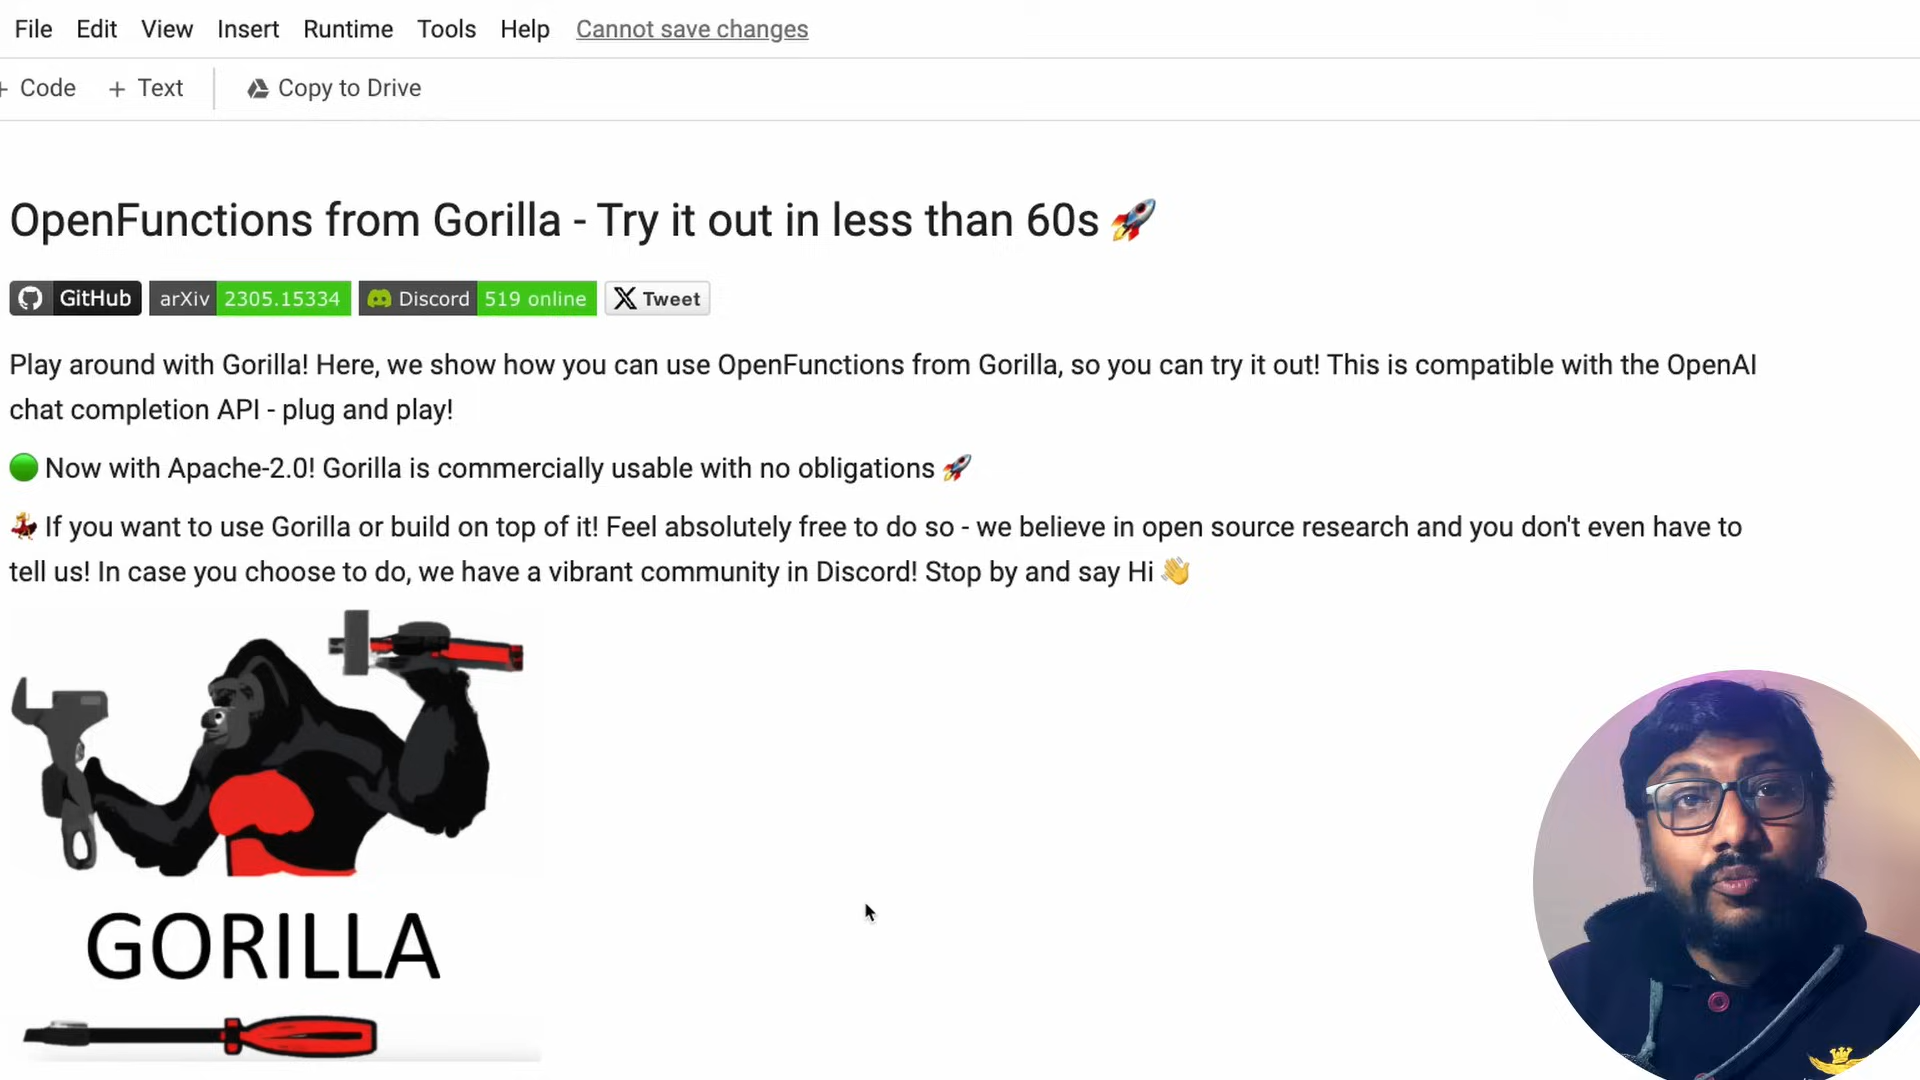 File Edit View Insert Runtime Tools Help Cannot save changes
+ Code + Text Copy to Drive
OpenFunctions from Gorilla - Try it out in less than 60s 🚀
GitHub arXiv 2305.15334 Discord 519 online X Tweet
Play around with Gorilla! Here, we show how you can use OpenFunctions from Gorilla, so you can try it out! This is compatible with the OpenAI
chat completion API - plug and play!
🟢 Now with Apache-2.0! Gorilla is commercially usable with no obligations 🚀
💃 If you want to use Gorilla or build on top of it! Feel absolutely free to do so - we believe in open source research and you don't even have to
tell us! In case you choose to do, we have a vibrant community in Discord! Stop by and say Hi 👋
GORILLA